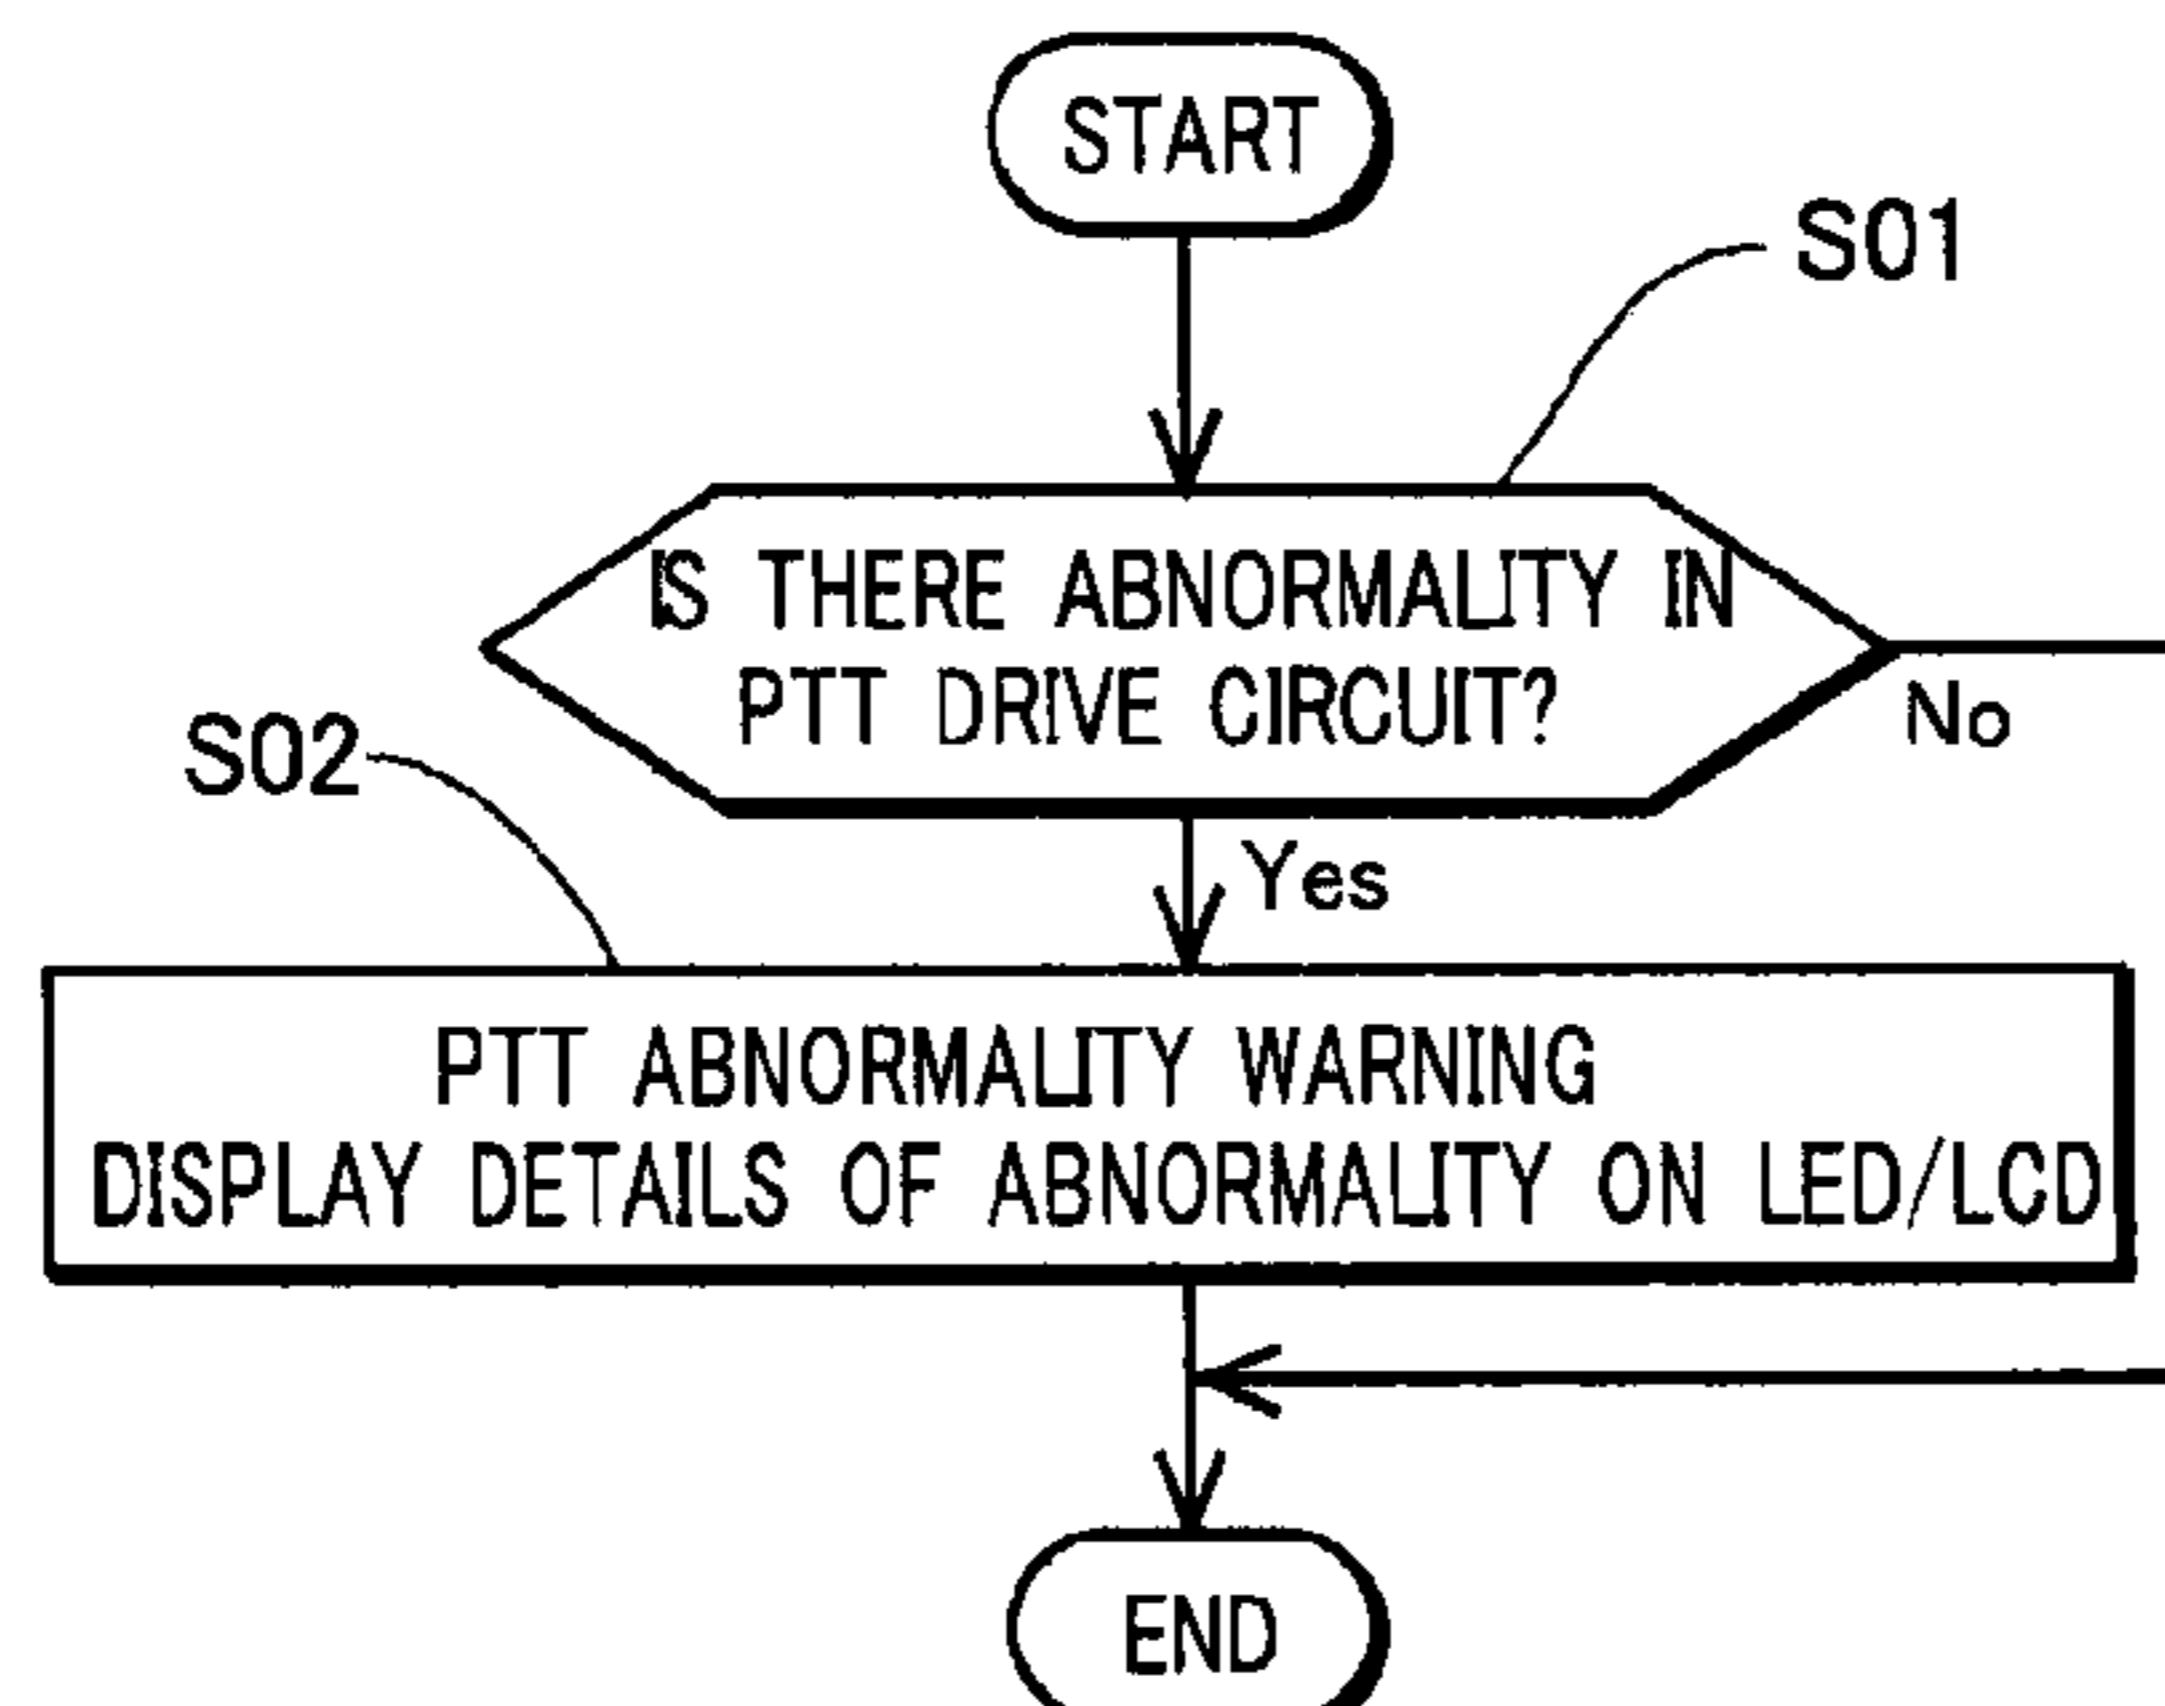 START
S01
IS THERE ABNORMALITY IN
PTT DRIVE CIRCUIT?
No
S02
Yes
PTT ABNORMALITY WARNING
DISPLAY DETAILS OF ABNORMALITY ON LED/LCD
END